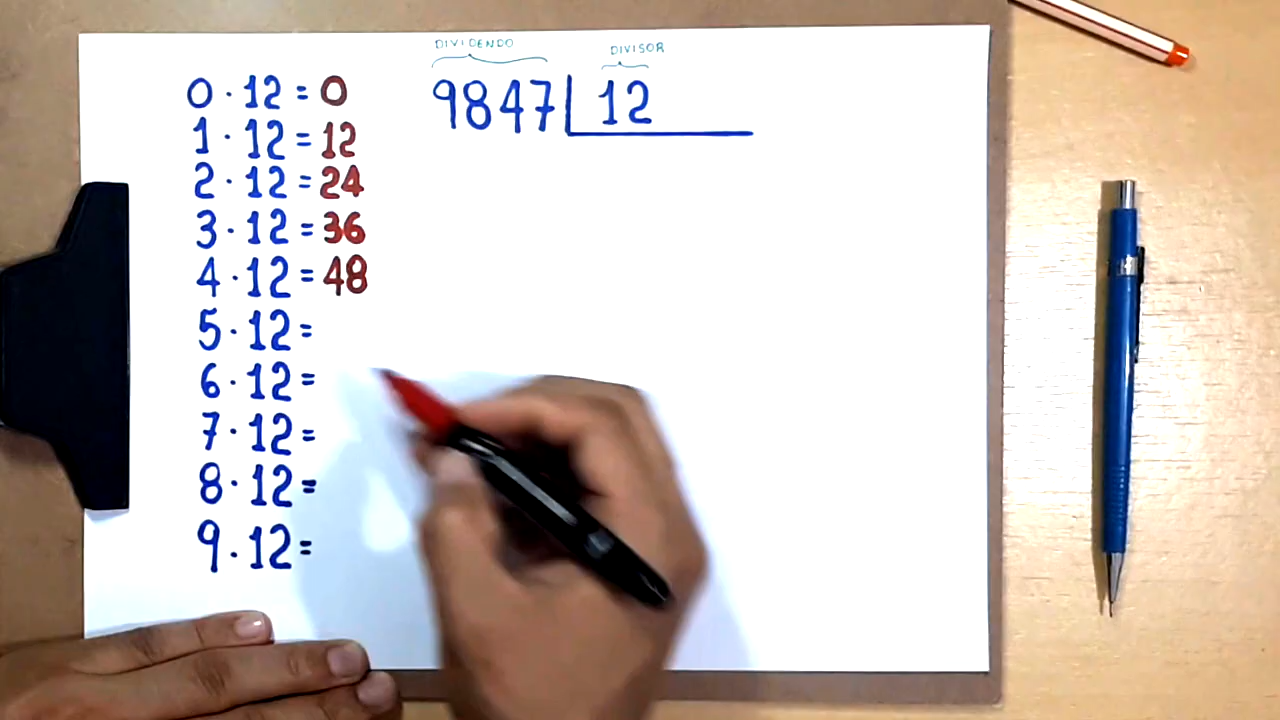 DIVIDENDO DIVISOR
9847 12
0 · 12 = 0
1 · 12 = 12
2 · 12 = 24
3 · 12 = 36
4 · 12 = 48
5 · 12 =
6 · 12 =
7 · 12 =
8 · 12 =
9 · 12 =